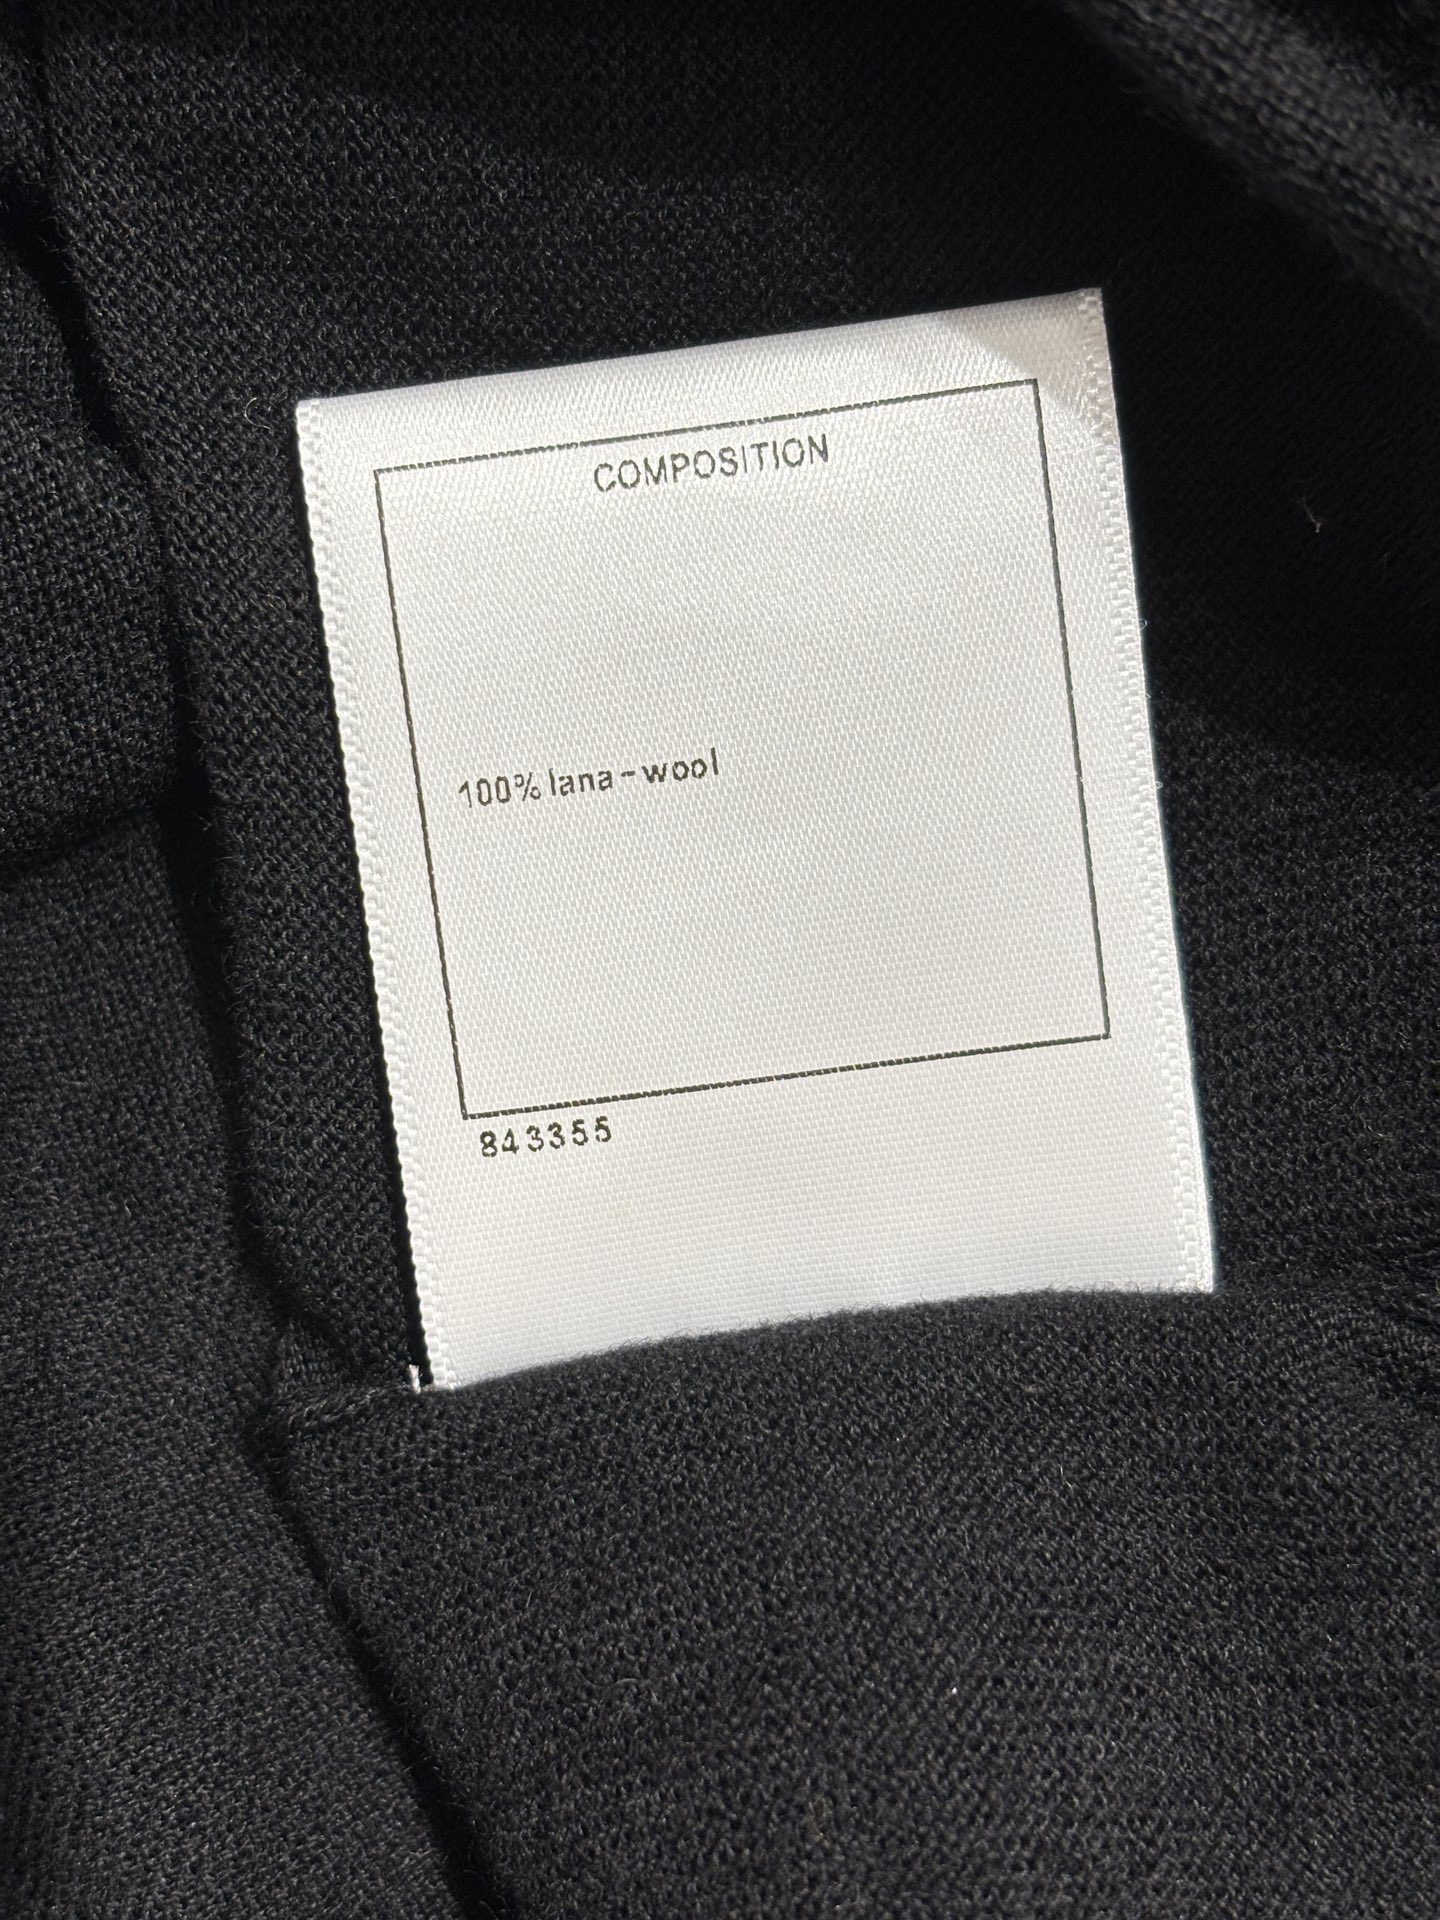 COMPOSITION
100% lana - wool
843355